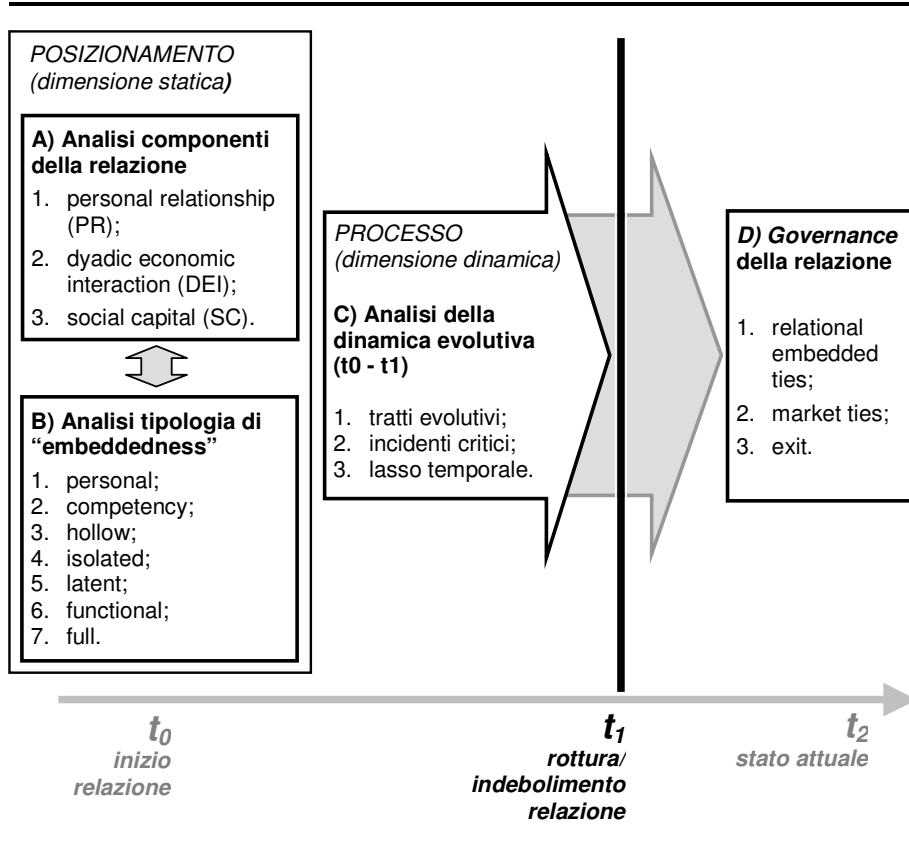 POSIZIONAMENTO
(dimensione statica)
A) Analisi componenti
della relazione
1. personal relationship
(PR);
2. dyadic economic
interaction (DEI);
3. social capital (SC).
B) Analisi tipologia di
“embeddedness”
1. personal;
2. competency;
3. hollow;
4. isolated;
5. latent;
6. functional;
7. full.
PROCESSO
(dimensione dinamica)
C) Analisi della
dinamica evolutiva
(t0 - t1)
1. tratti evolutivi;
2. incidenti critici;
3. lasso temporale.
D) Governance
della relazione
1. relational
embedded
ties;
2. market ties;
3. exit.
t0
inizio
relazione
t1
rottura/
indebolimento
relazione
t2
stato attuale